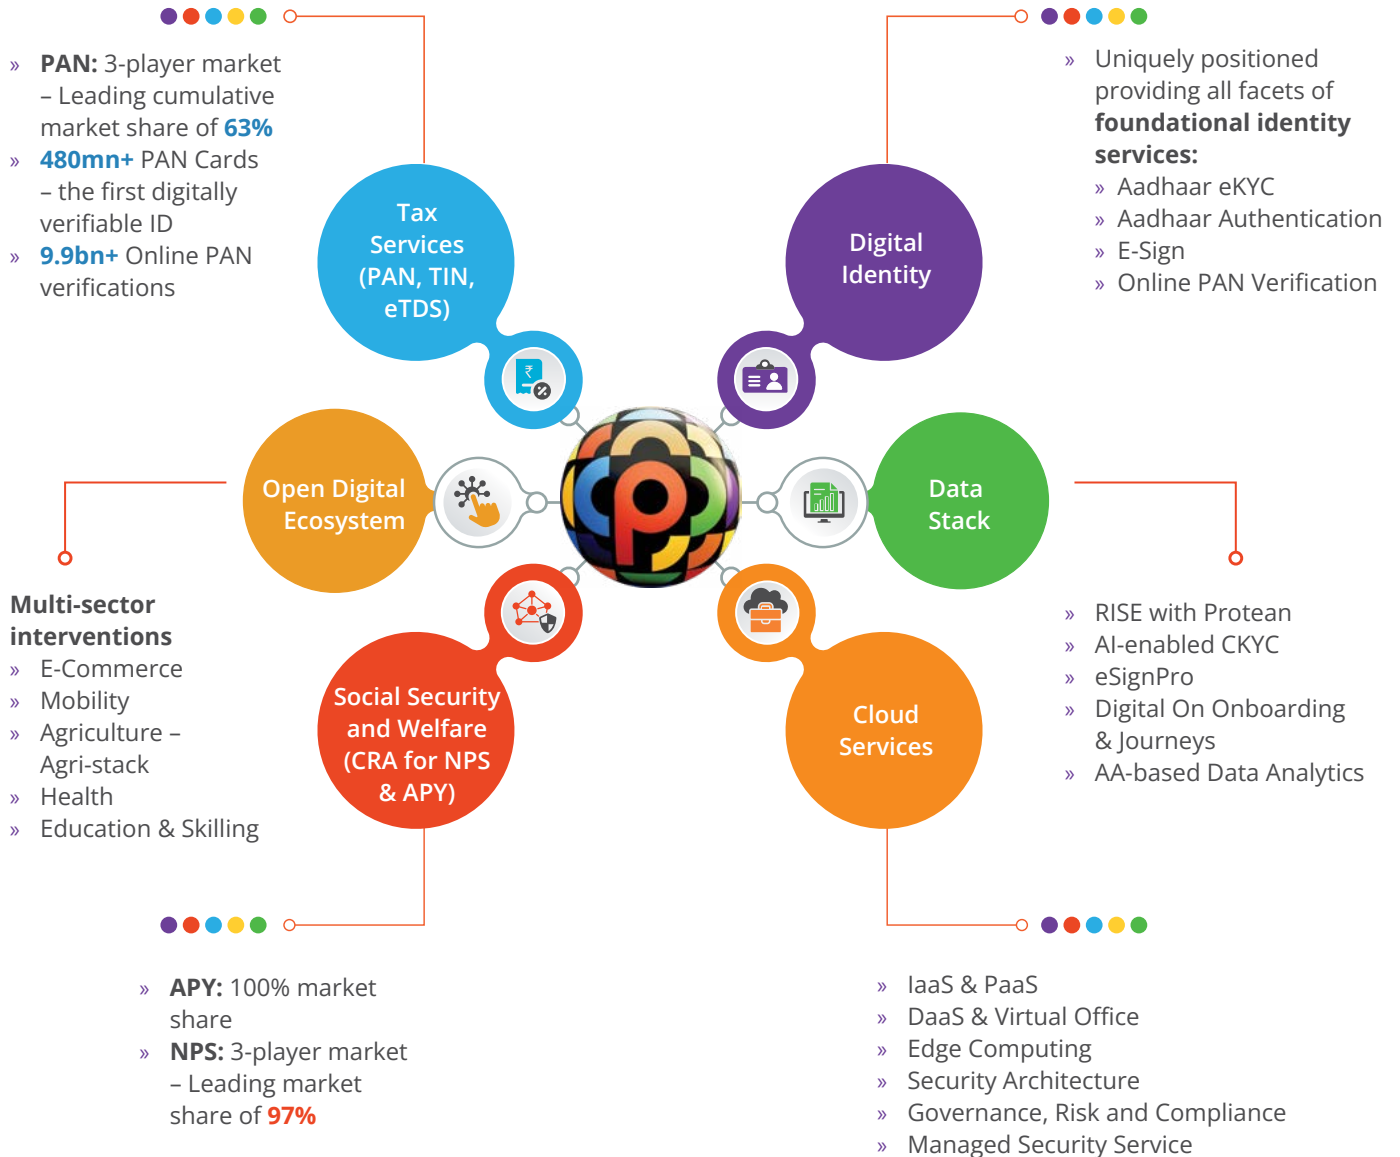 » PAN: 3-player market
– Leading cumulative
market share of 63%
» 480mn+ PAN Cards
– the first digitally
verifiable ID
» 9.9bn+ Online PAN
verifications
Tax
Services
(PAN, TIN,
eTDS)
₹
%
Digital
Identity
» Uniquely positioned
providing all facets of
foundational identity
services:
» Aadhaar eKYC
» Aadhaar Authentication
» E-Sign
» Online PAN Verification
Open Digital
Ecosystem
p
Data
Stack
Multi-sector
interventions
» E-Commerce
» Mobility
» Agriculture –
Agri-stack
» Health
» Education & Skilling
Social Security
and Welfare
(CRA for NPS
& APY)
Cloud
Services
» RISE with Protean
» AI-enabled CKYC
» eSignPro
» Digital On Onboarding
& Journeys
» AA-based Data Analytics
» APY: 100% market
share
» NPS: 3-player market
– Leading market
share of 97%
» IaaS & PaaS
» DaaS & Virtual Office
» Edge Computing
» Security Architecture
» Governance, Risk and Compliance
» Managed Security Service